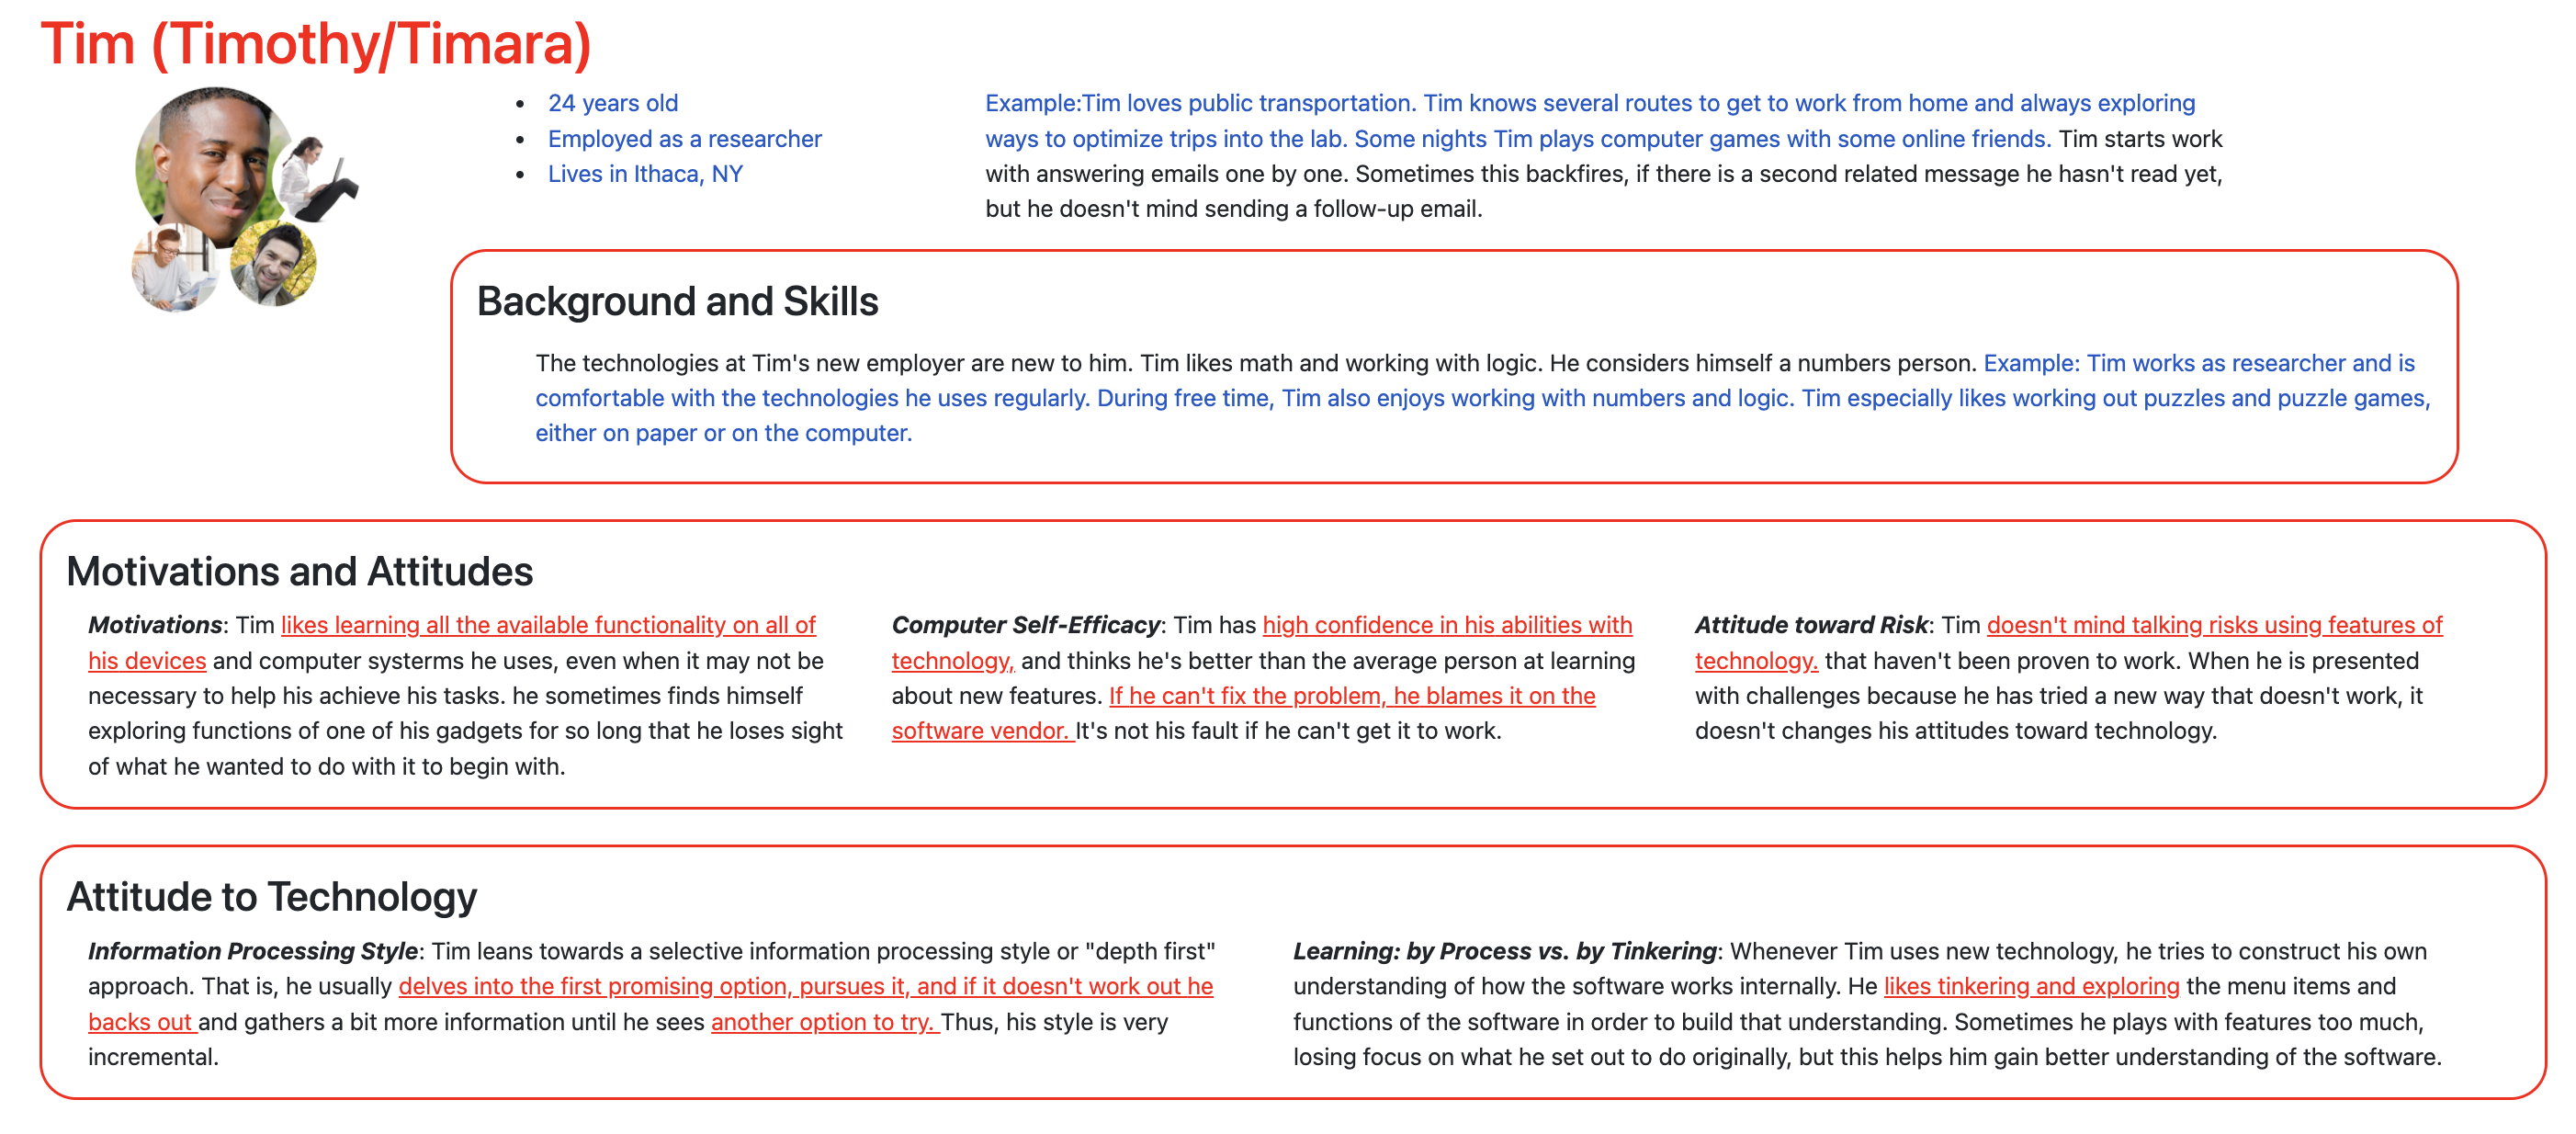 Tim (Timothy/Timara)
• 24 years old
• Employed as a researcher
• Lives in Ithaca, NY
Example:Tim loves public transportation. Tim knows several routes to get to work from home and always exploring
ways to optimize trips into the lab. Some nights Tim plays computer games with some online friends. Tim starts work
with answering emails one by one. Sometimes this backfires, if there is a second related message he hasn't read yet,
but he doesn't mind sending a follow-up email.
Background and Skills
The technologies at Tim's new employer are new to him. Tim likes math and working with logic. He considers himself a numbers person. Example: Tim works as researcher and is
comfortable with the technologies he uses regularly. During free time, Tim also enjoys working with numbers and logic. Tim especially likes working out puzzles and puzzle games,
either on paper or on the computer.
Motivations and Attitudes
Motivations: Tim likes learning all the available functionality on all of
his devices and computer systerms he uses, even when it may not be
necessary to help his achieve his tasks. he sometimes finds himself
exploring functions of one of his gadgets for so long that he loses sight
of what he wanted to do with it to begin with.
Computer Self-Efficacy: Tim has high confidence in his abilities with
technology, and thinks he's better than the average person at learning
about new features. If he can't fix the problem, he blames it on the
software vendor. It's not his fault if he can't get it to work.
Attitude toward Risk: Tim doesn't mind talking risks using features of
technology. that haven't been proven to work. When he is presented
with challenges because he has tried a new way that doesn't work, it
doesn't changes his attitudes toward technology.
Attitude to Technology
Information Processing Style: Tim leans towards a selective information processing style or "depth first"
approach. That is, he usually delves into the first promising option, pursues it, and if it doesn't work out he
backs out and gathers a bit more information until he sees another option to try. Thus, his style is very
incremental.
Learning: by Process vs. by Tinkering: Whenever Tim uses new technology, he tries to construct his own
understanding of how the software works internally. He likes tinkering and exploring the menu items and
functions of the software in order to build that understanding. Sometimes he plays with features too much,
losing focus on what he set out to do originally, but this helps him gain better understanding of the software.